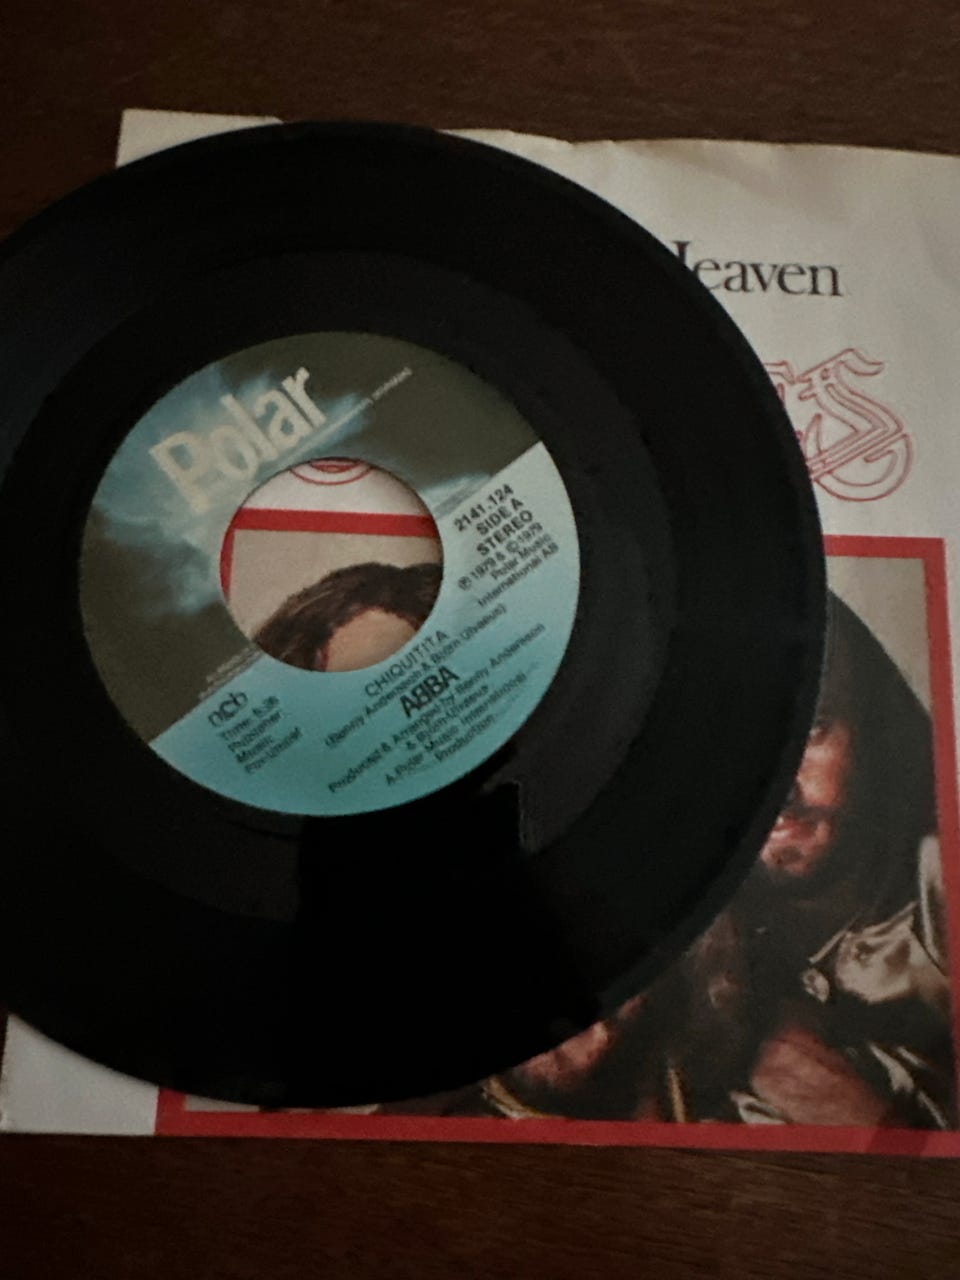 Heaven
Polar
2141.124
SIDE A
STEREO
℗ 1979 & © 1979
Polar Music
International AB
CHIQUITITA
(Benny Andersson & Björn Ulvaeus)
ABBA
Produced & Arranged by Benny Andersson
& Björn Ulvaeus
A Polar Music International
Production
ncb
Time: 5.26
Publisher:
Music